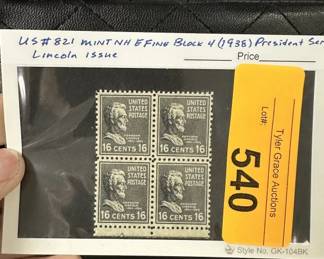 US #821 MINT NH E FINE BLOCK 4 (1938) President Ser
Lincoln issue
Price
UNITED STATES POSTAGE
16 CENTS 16
UNITED STATES POSTAGE
16 CENTS 16
UNITED STATES POSTAGE
16 CENTS 16
UNITED STATES POSTAGE
16 CENTS 16
Tyler Grace Auctions
Lot#:
540
Style No. GK-104BK